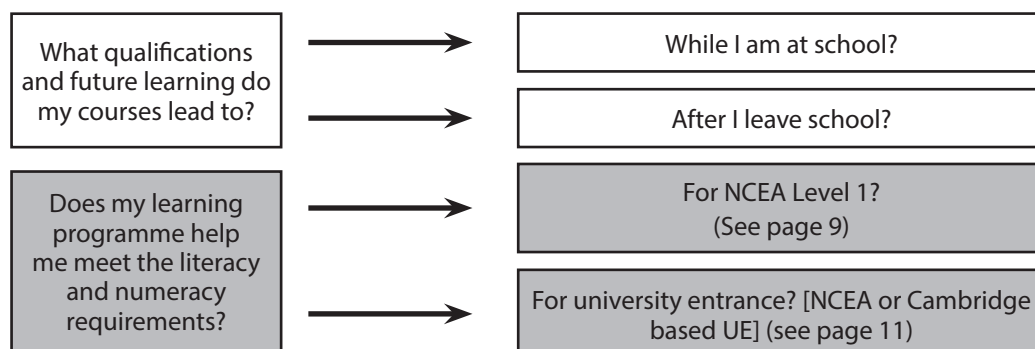 What qualifications
and future learning do
my courses lead to?
While I am at school?
After I leave school?
Does my learning
programme help
me meet the literacy
and numeracy
requirements?
For NCEA Level 1?
(See page 9)
For university entrance? [NCEA or Cambridge
based UE] (see page 11)